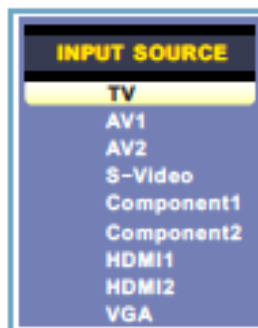 INPUT SOURCE
TV
AV1
AV2
S-Video
Component1
Component2
HDMI1
HDMI2
VGA